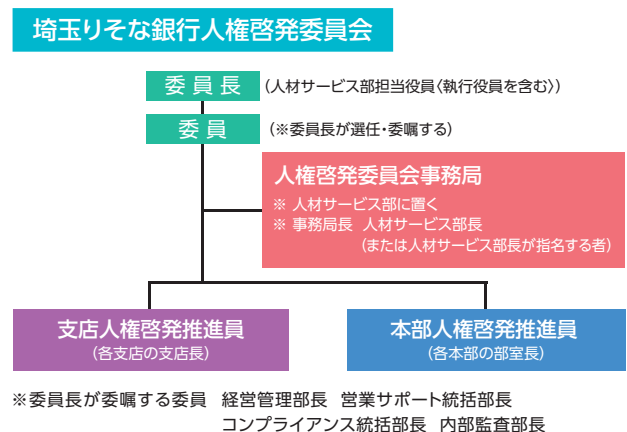 埼玉りそな銀行人権啓発委員会
委員長 (人材サービス部担当役員〈執行役員を含む〉)
委員 (※委員長が選任・委嘱する)
人権啓発委員会事務局
※ 人材サービス部に置く
※ 事務局長 人材サービス部長
(または人材サービス部長が指名する者)
支店人権啓発推進員
(各支店の支店長)
本部人権啓発推進員
(各本部の部室長)
※委員長が委嘱する委員 経営管理部長 営業サポート統括部長
コンプライアンス統括部長 内部監査部長